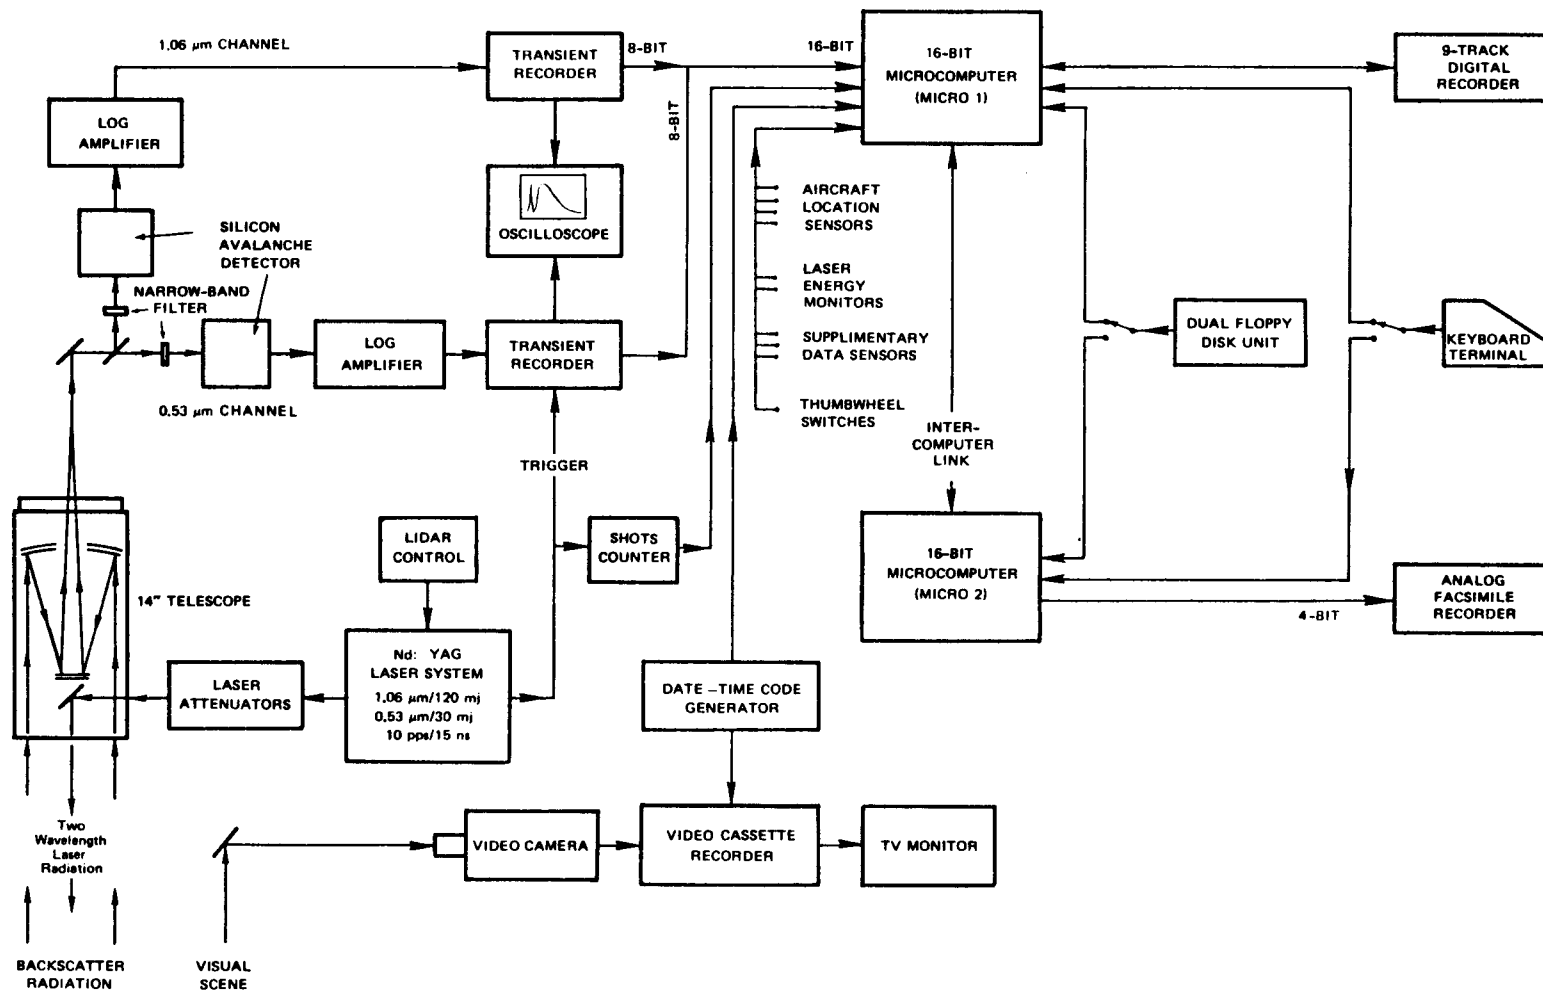 1.06 µm CHANNEL
TRANSIENT
RECORDER
8-BIT
16-BIT
16-BIT
MICROCOMPUTER
(MICRO 1)
9-TRACK
DIGITAL
RECORDER
LOG
AMPLIFIER
8-BIT
OSCILLOSCOPE
AIRCRAFT
LOCATION
SENSORS
SILICON
AVALANCHE
DETECTOR
LASER
ENERGY
MONITORS
NARROW-BAND
FILTER
LOG
AMPLIFIER
TRANSIENT
RECORDER
SUPPLIMENTARY
DATA SENSORS
DUAL FLOPPY
DISK UNIT
KEYBOARD
TERMINAL
0.53 µm CHANNEL
THUMBWHEEL
SWITCHES
INTER-
COMPUTER
LINK
TRIGGER
LIDAR
CONTROL
SHOTS
COUNTER
16-BIT
MICROCOMPUTER
(MICRO 2)
4-BIT
ANALOG
FACSIMILE
RECORDER
14" TELESCOPE
Nd: YAG
LASER SYSTEM
1.06 µm/120 mj
0.53 µm/30 mj
10 pps/15 ns
LASER
ATTENUATORS
DATE –TIME CODE
GENERATOR
Two
Wavelength
Laser
Radiation
VIDEO CAMERA
VIDEO CASSETTE
RECORDER
TV MONITOR
BACKSCATTER
RADIATION
VISUAL
SCENE